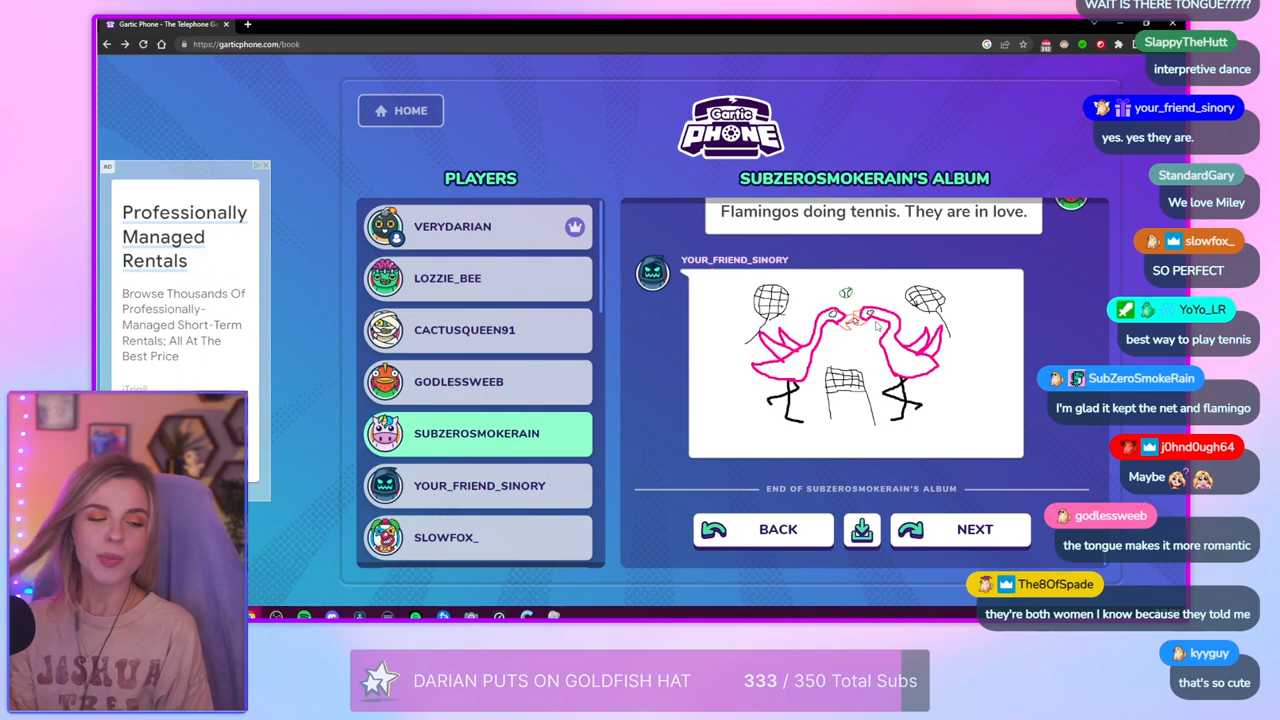 Gartic Phone - The Telephone Ga
https://garticphone.com/book
HOME
Gartic
PHONE
AD
Professionally
Managed
Rentals
Browse Thousands Of
Professionally-
Managed Short-Term
Rentals; All At The
Best Price
iTrip®
PLAYERS
VERYDARIAN
LOZZIE_BEE
CACTUSQUEEN91
GODLESSWEEB
SUBZEROSMOKERAIN
YOUR_FRIEND_SINORY
SLOWFOX_
SUBZEROSMOKERAIN'S ALBUM
Flamingos doing tennis. They are in love.
YOUR_FRIEND_SINORY
END OF SUBZEROSMOKERAIN'S ALBUM
BACK
NEXT
WAIT IS THERE TONGUE?????
SlappyTheHutt
interpretive dance
your_friend_sinory
yes. yes they are.
StandardGary
We love Miley
slowfox_
SO PERFECT
YoYo_LR
best way to play tennis
SubZeroSmokeRain
I'm glad it kept the net and flamingo
j0hnd0ugh64
Maybe
godlessweeb
the tongue makes it more romantic
The8OfSpade
they're both women I know because they told me
kyyguy
that's so cute
JOSHUA
TREE
DARIAN PUTS ON GOLDFISH HAT 333 / 350 Total Subs